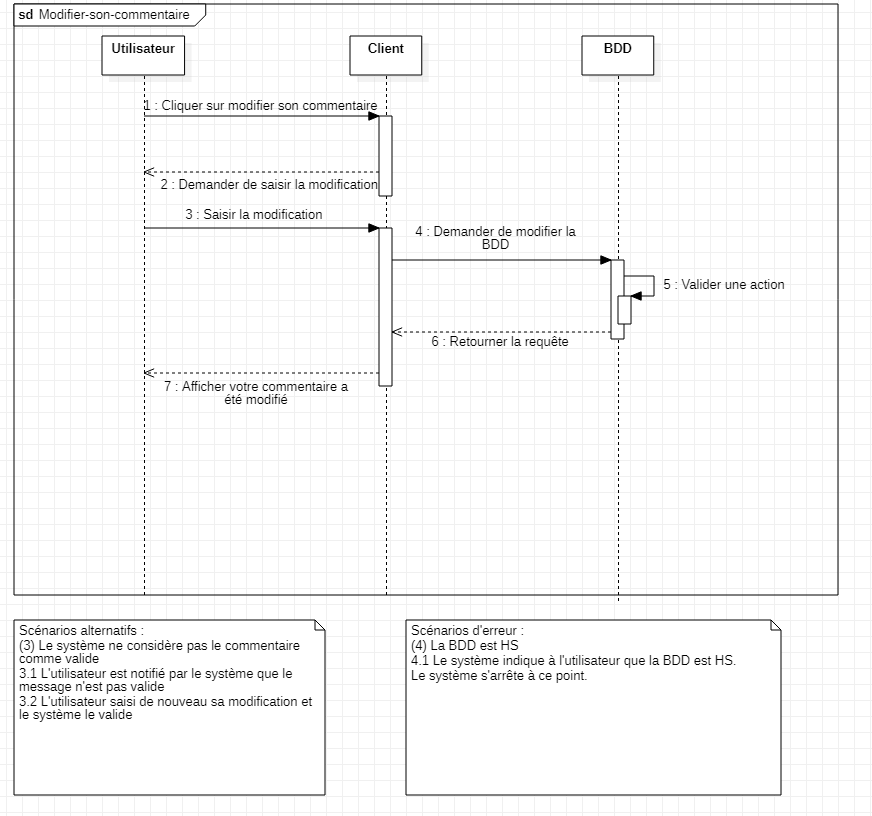 sd Modifier-son-commentaire
Utilisateur
Client
BDD
1 : Cliquer sur modifier son commentaire
2 : Demander de saisir la modification
3 : Saisir la modification
4 : Demander de modifier la
BDD
5 : Valider une action
6 : Retourner la requête
7 : Afficher votre commentaire a
été modifié
Scénarios alternatifs :
(3) Le système ne considère pas le commentaire
comme valide
3.1 L'utilisateur est notifié par le système que le
message n'est pas valide
3.2 L'utilisateur saisi de nouveau sa modification et
le système le valide
Scénarios d'erreur :
(4) La BDD est HS
4.1 Le système indique à l'utilisateur que la BDD est HS.
Le système s'arrête à ce point.